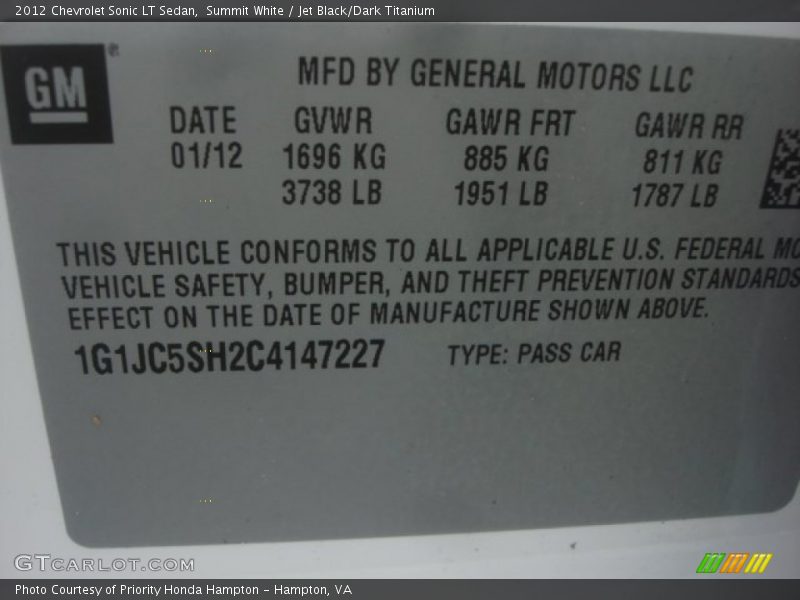 2012 Chevrolet Sonic LT Sedan,  Summit White / Jet Black/Dark Titanium
GM ®
MFD BY GENERAL MOTORS LLC
DATE GVWR GAWR FRT GAWR RR
01/12 1696 KG 885 KG 811 KG
3738 LB 1951 LB 1787 LB
THIS VEHICLE CONFORMS TO ALL APPLICABLE U.S. FEDERAL
VEHICLE SAFETY, BUMPER, AND THEFT PREVENTION STANDARDS
EFFECT ON THE DATE OF MANUFACTURE SHOWN ABOVE.
1G1JC5SH2C4147227 TYPE: PASS CAR
GTCARLOT.COM
Photo Courtesy of Priority Honda Hampton - Hampton, VA